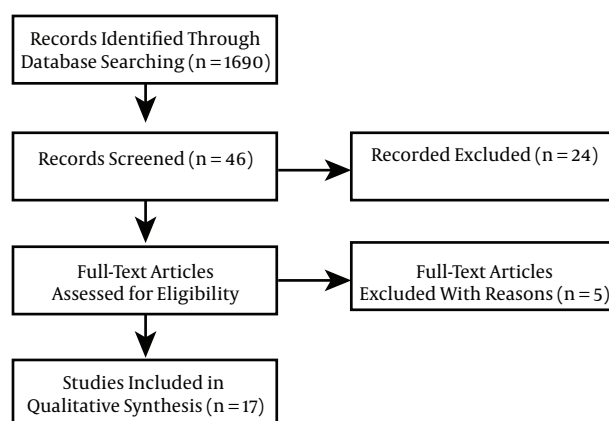 Records Identified Through
Database Searching (n = 1690)
Records Screened (n = 46)
Recorded Excluded (n = 24)
Full-Text Articles
Assessed for Eligibility
Full-Text Articles
Excluded With Reasons (n = 5)
Studies Included in
Qualitative Synthesis (n = 17)